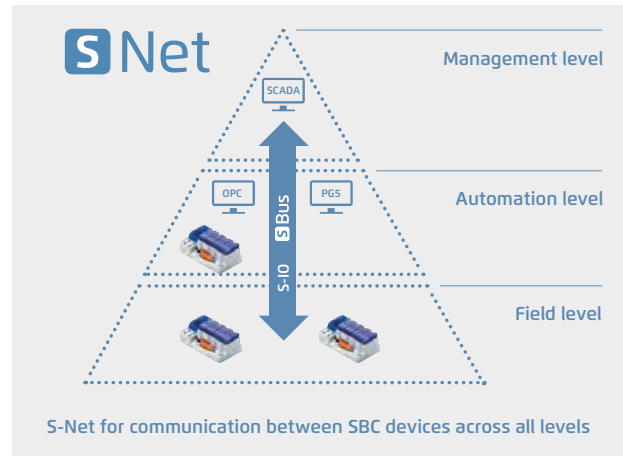 S Net
Management level
SCADA
OPC
PG5
Automation level
S-IO S Bus
Field level
S-Net for communication between SBC devices across all levels